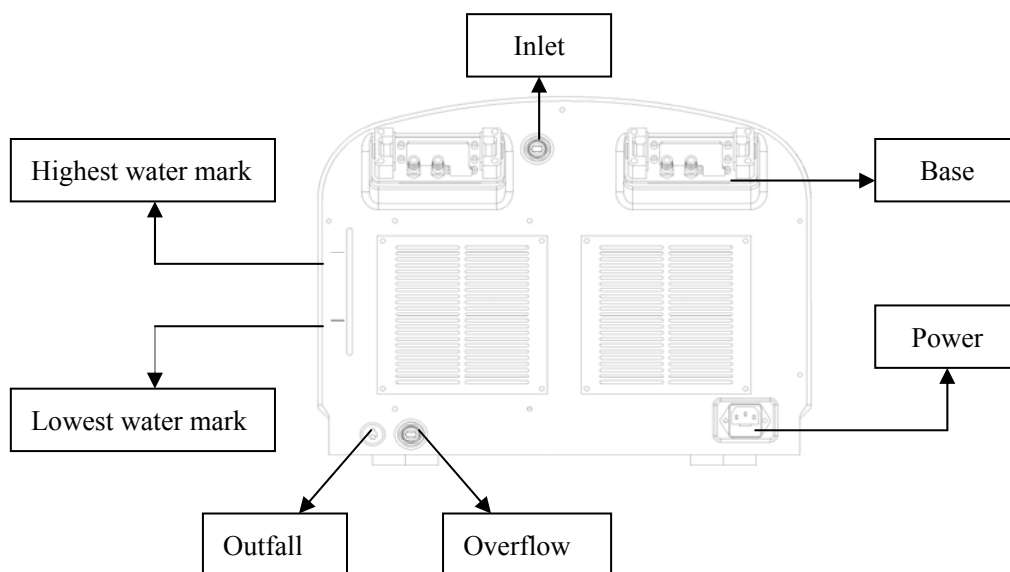 Inlet
Highest water mark
Base
Power
Lowest water mark
Outfall
Overflow